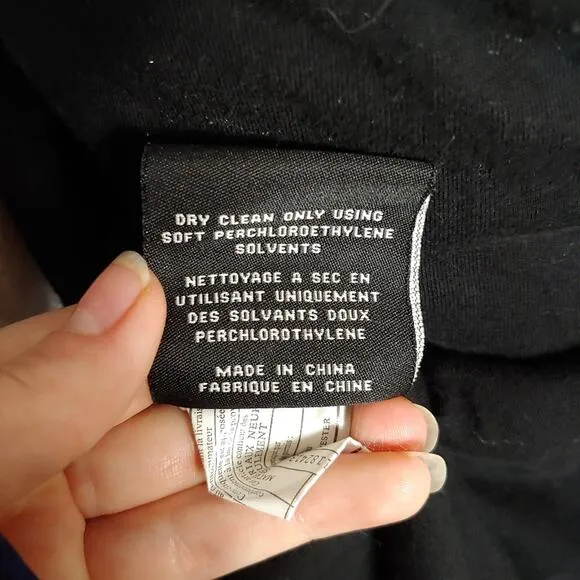 DRY CLEAN ONLY USING
SOFT PERCHLOROETHYLENE
SOLVENTS
NETTOYAGE A SEC EN
UTILISANT UNIQUEMENT
DES SOLVANTS DOUX
PERCHLOROTHYLENE
MADE IN CHINA
FABRIQUE EN CHINE